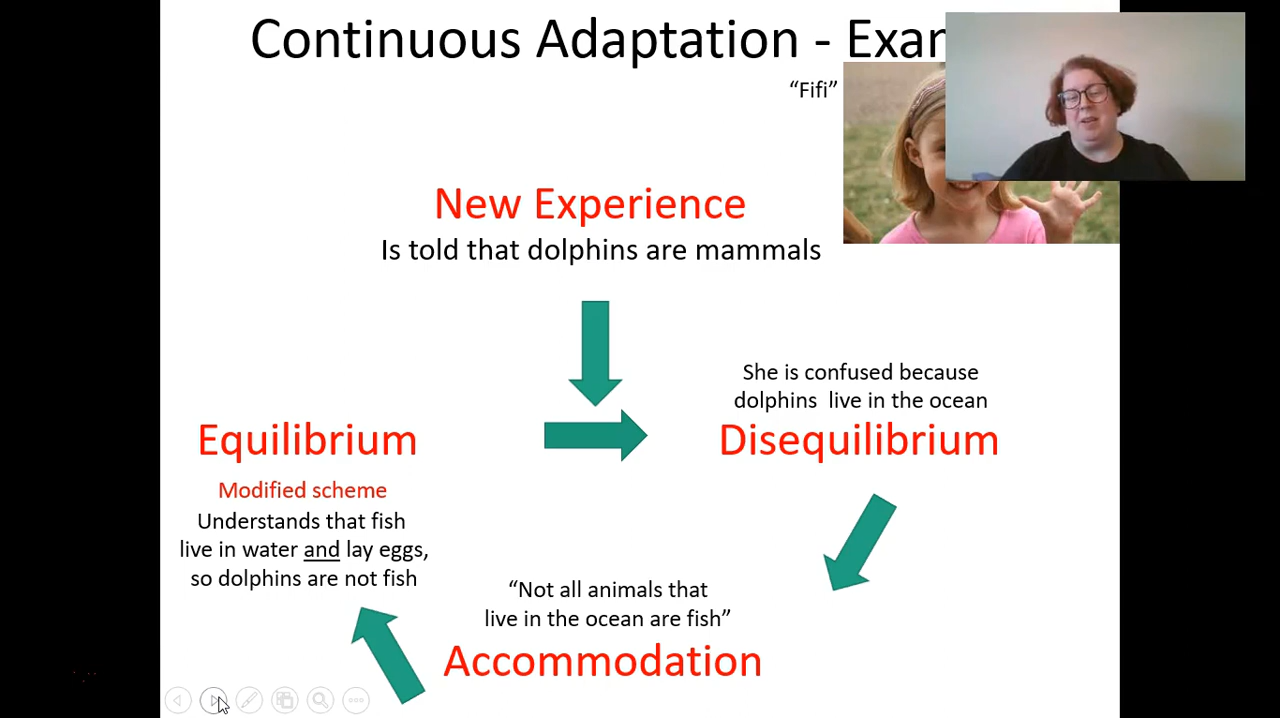 Continuous Adaptation - Exam
“Fifi”
New Experience
Is told that dolphins are mammals
She is confused because
dolphins live in the ocean
Equilibrium
Disequilibrium
Modified scheme
Understands that fish
live in water and lay eggs,
so dolphins are not fish
“Not all animals that
live in the ocean are fish”
Accommodation